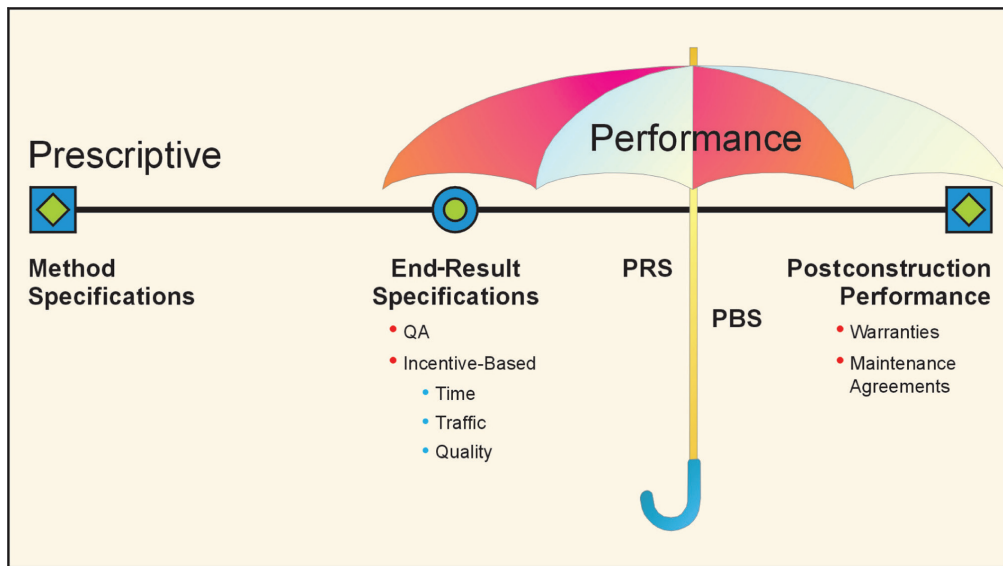 Prescriptive
Performance
Method
Specifications
End-Result
Specifications
• QA
• Incentive-Based
• Time
• Traffic
• Quality
PRS
PBS
Postconstruction
Performance
• Warranties
• Maintenance
Agreements